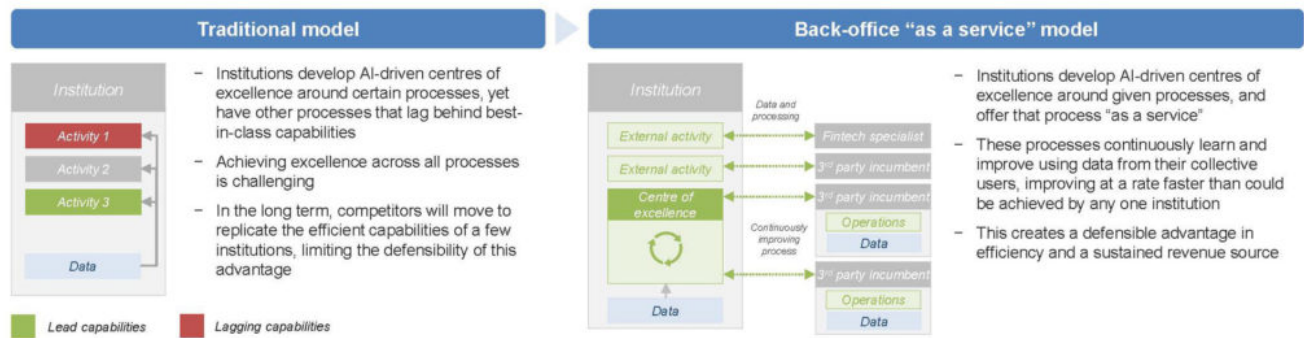 Traditional model
Institution
Activity 1
Activity 2
Activity 3
Data
– Institutions develop AI-driven centres of
excellence around certain processes, yet
have other processes that lag behind best-
in-class capabilities
– Achieving excellence across all processes
is challenging
– In the long term, competitors will move to
replicate the efficient capabilities of a few
institutions, limiting the defensibility of this
advantage
Lead capabilities
Lagging capabilities
Back-office “as a service” model
Institution
External activity
External activity
Centre of
excellence
Data
Data and
processing
Continuously
improving
process
Fintech specialist
3rd party incumbent
3rd party incumbent
Operations
Data
3rd party incumbent
Operations
Data
– Institutions develop AI-driven centres of
excellence around given processes, and
offer that process “as a service”
– These processes continuously learn and
improve using data from their collective
users, improving at a rate faster than could
be achieved by any one institution
– This creates a defensible advantage in
efficiency and a sustained revenue source